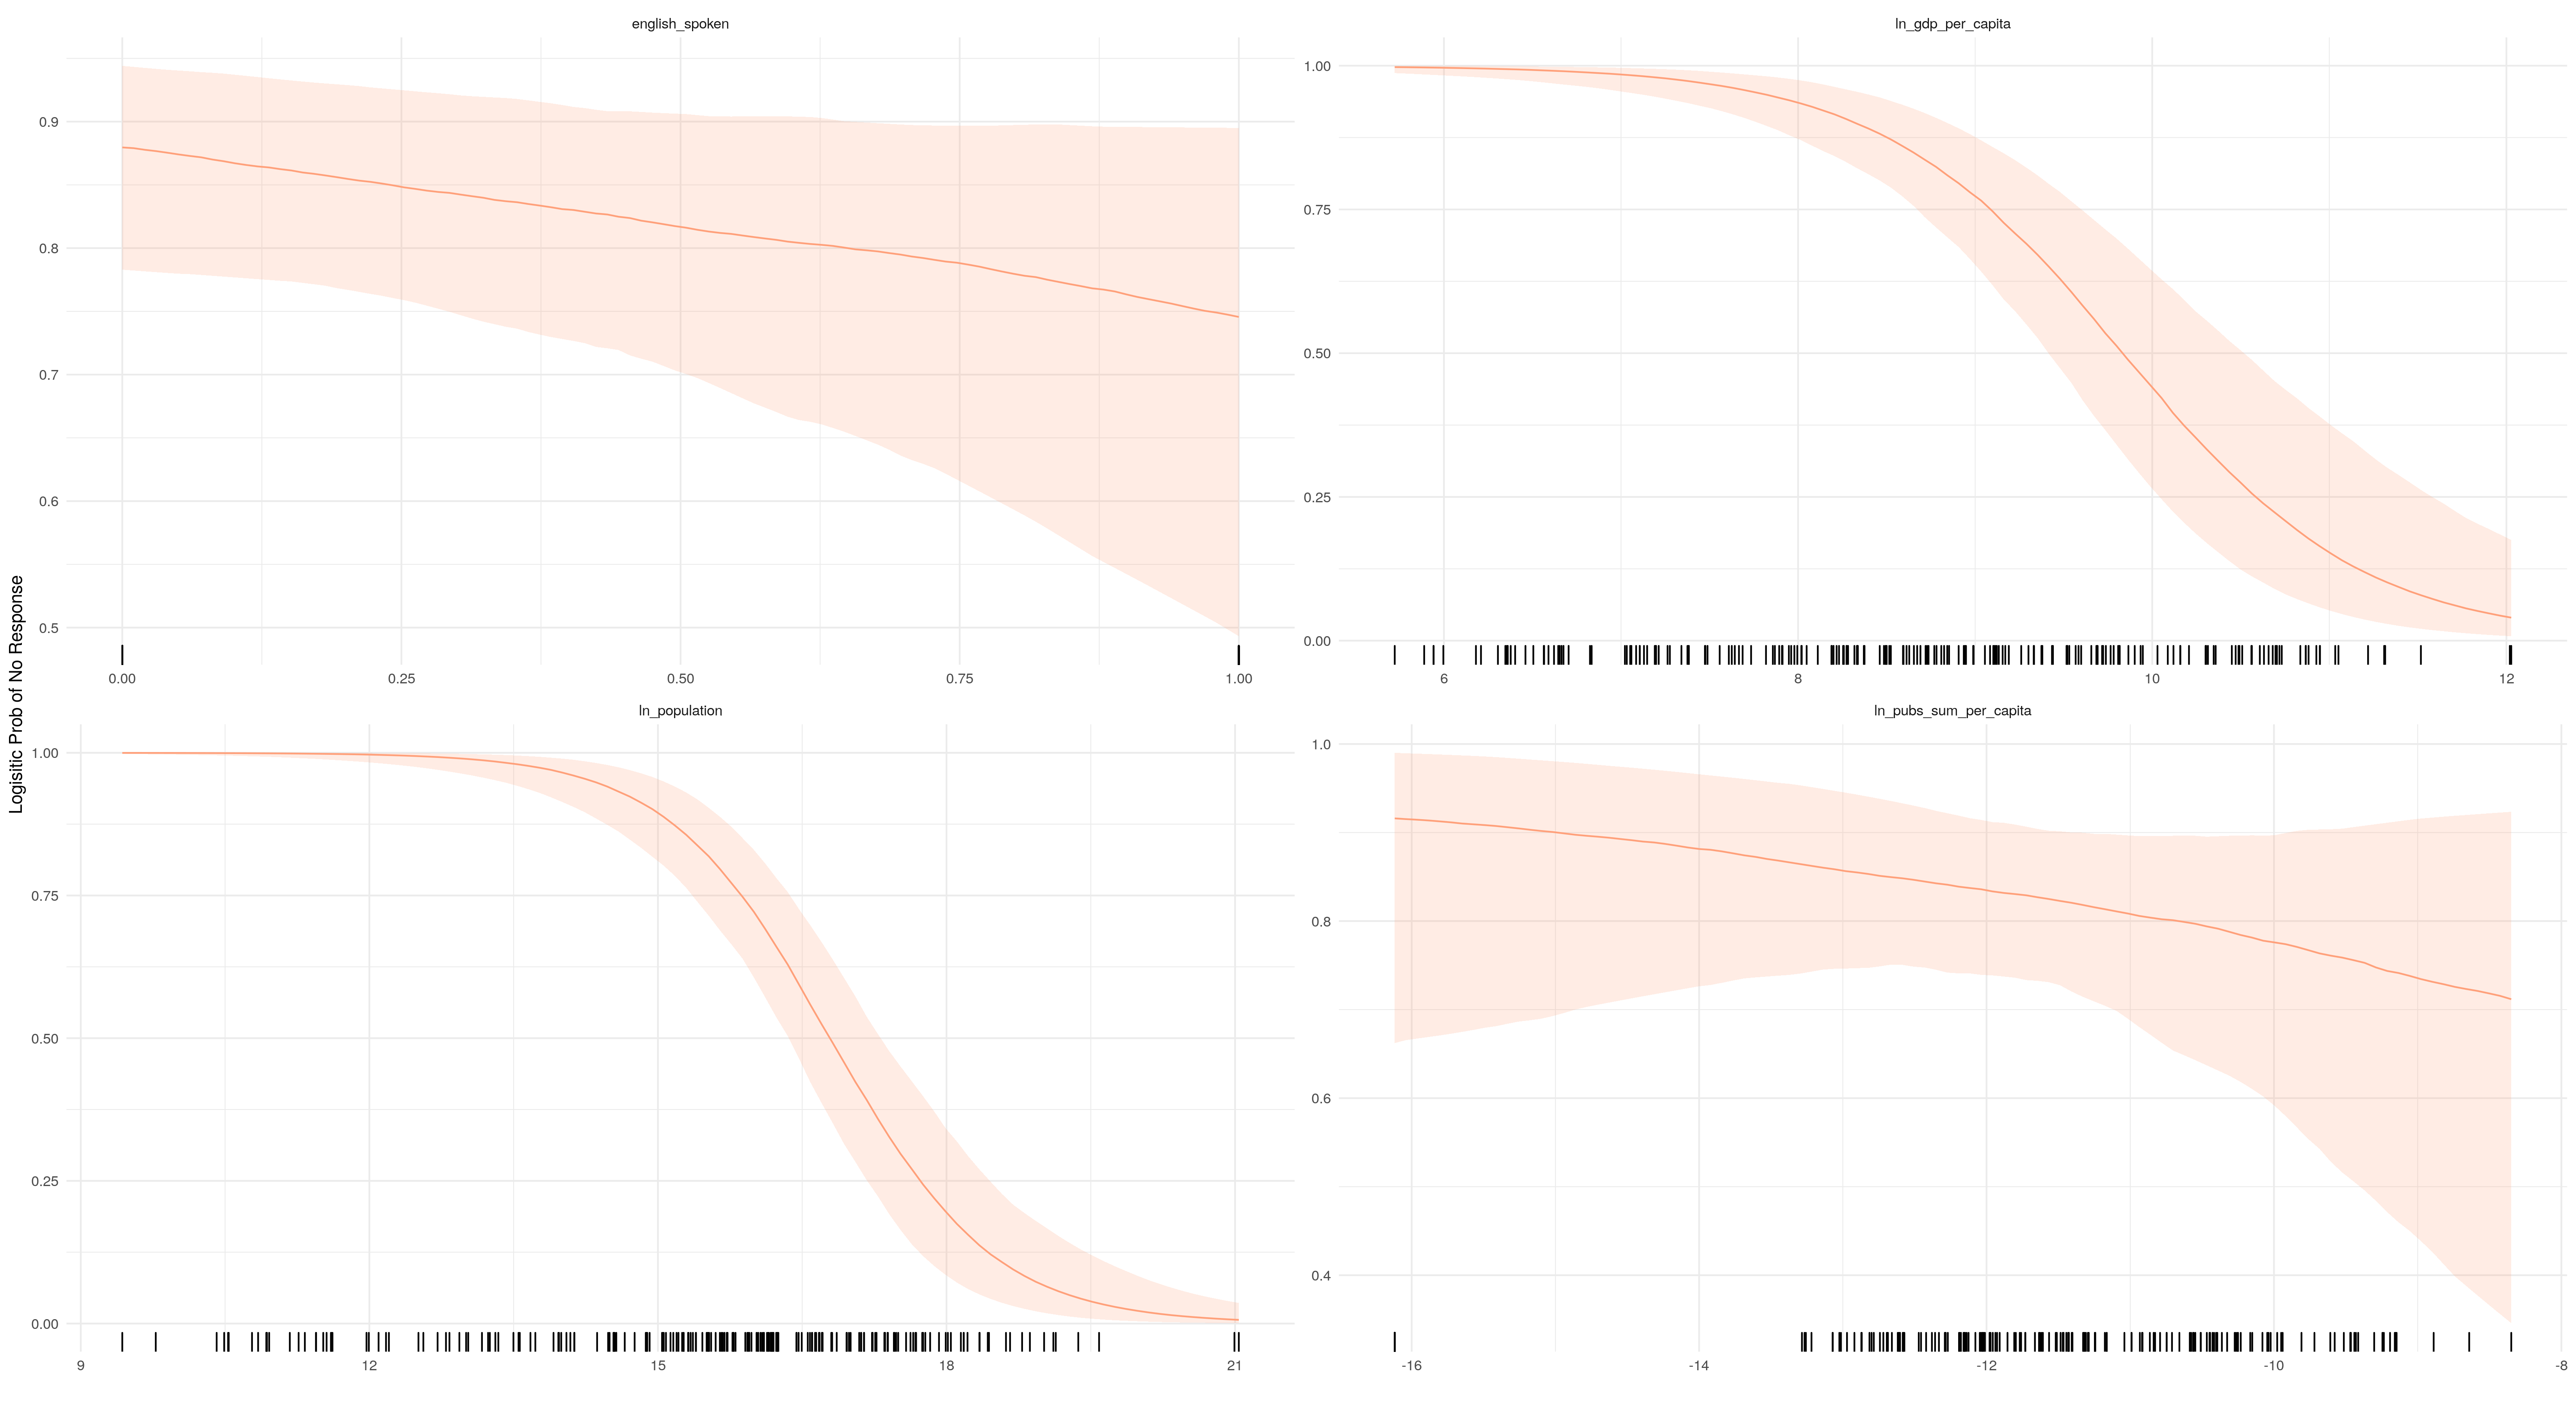 english_spoken
ln_gdp_per_capita
0.9
0.8
0.7
0.6
0.5
0.00 0.25 0.50 0.75 1.00
1.00
0.75
0.50
0.25
0.00
6 8 10 12
Logisitic Prob of No Response
ln_population
ln_pubs_sum_per_capita
1.00
0.75
0.50
0.25
0.00
9 12 15 18 21
1.0
0.8
0.6
0.4
-16 -14 -12 -10 -8